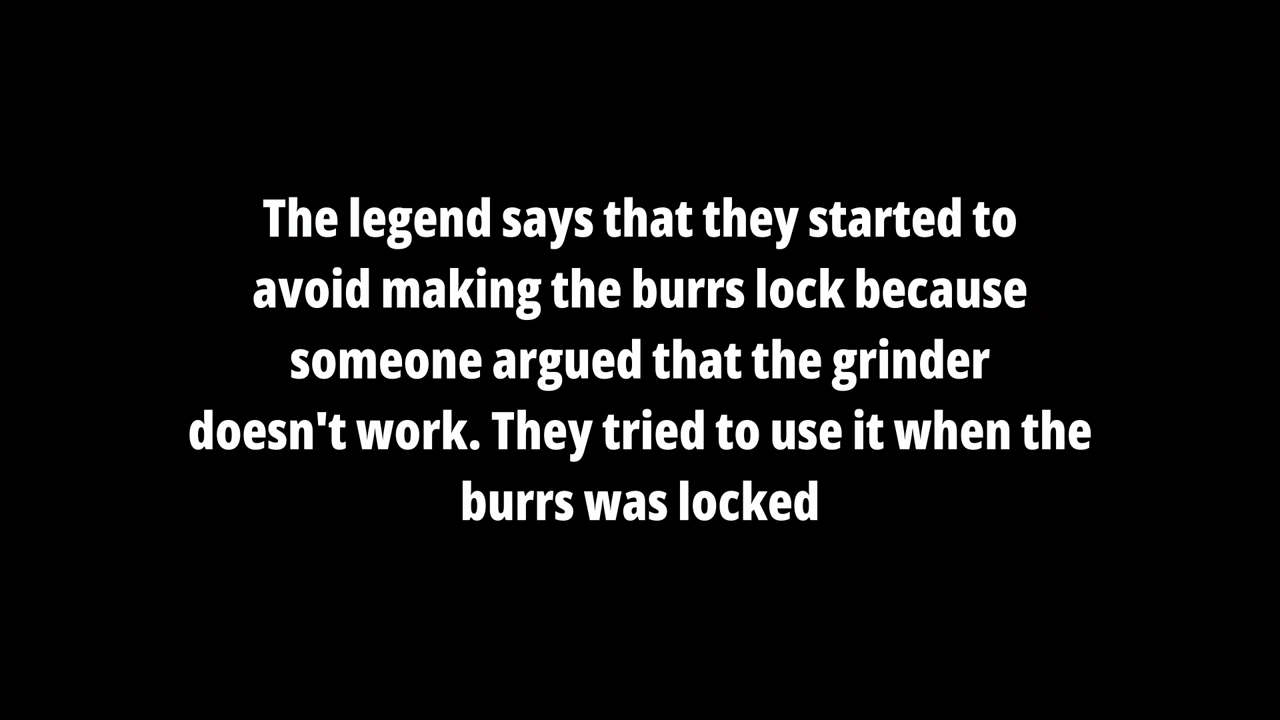 The legend says that they started to
avoid making the burrs lock because
someone argued that the grinder
doesn't work. They tried to use it when the
burrs was locked